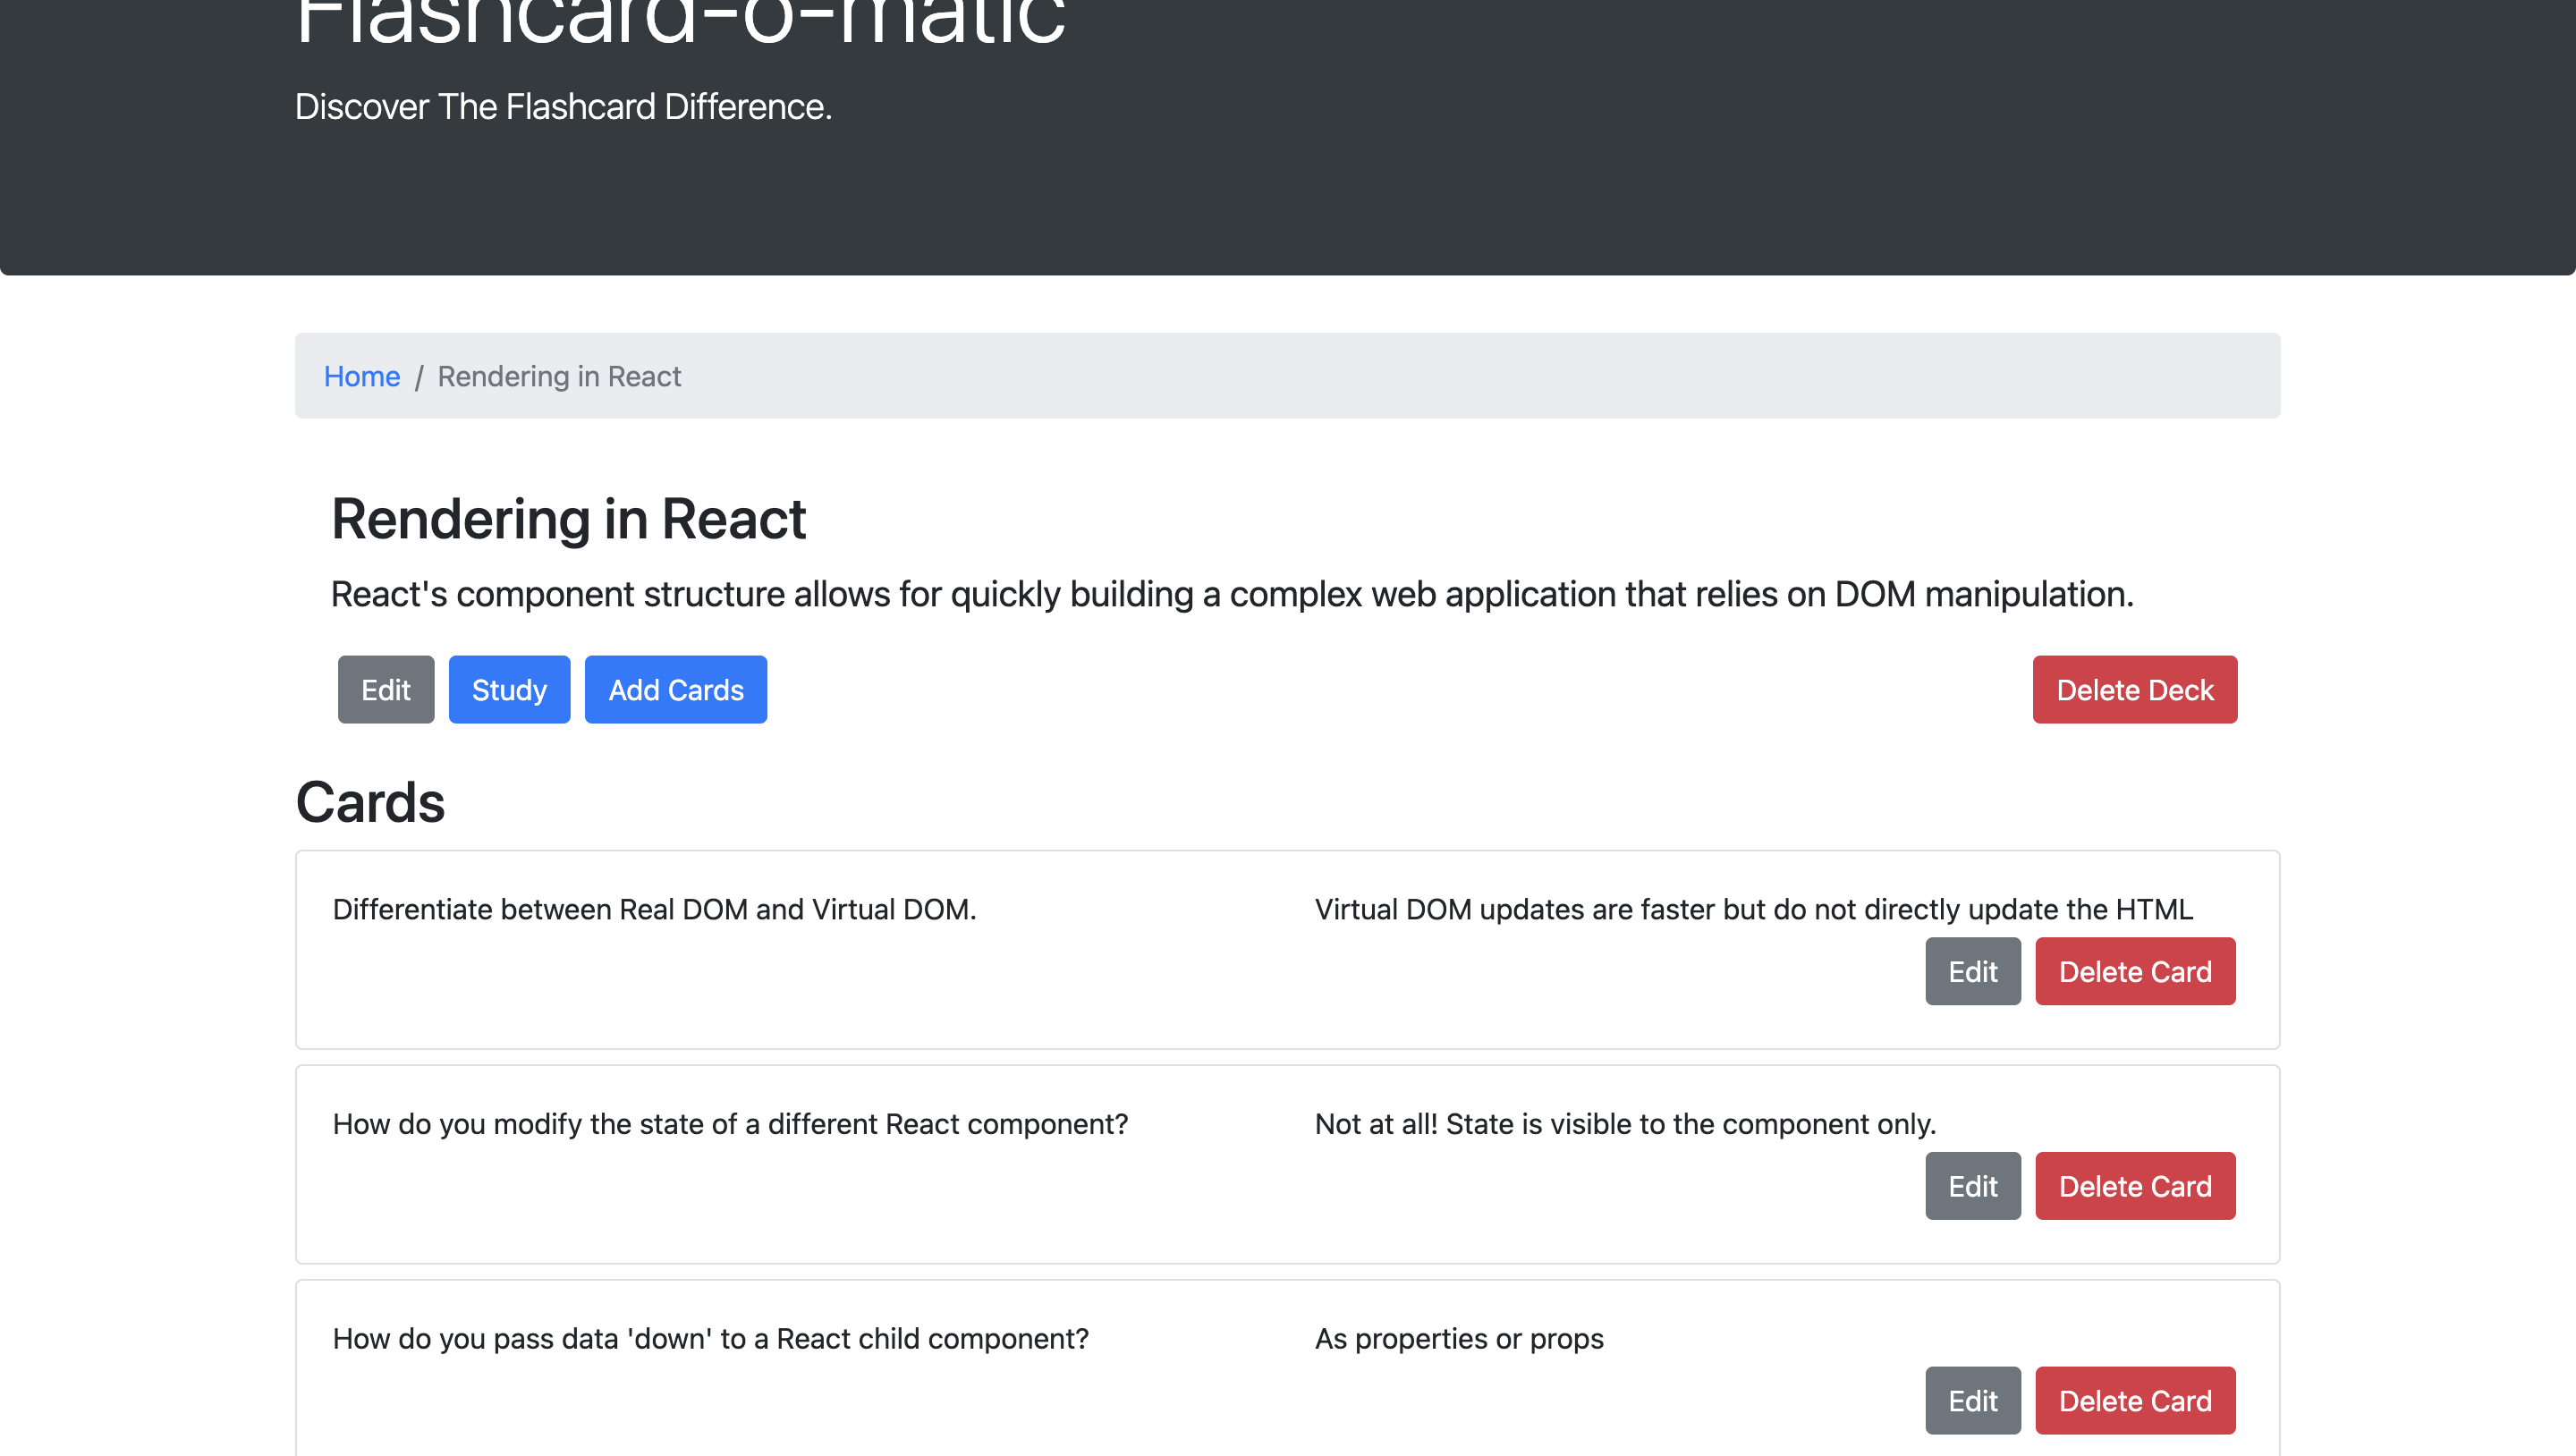 Flashcard-o-matic
Discover The Flashcard Difference.
Home / Rendering in React
Rendering in React
React's component structure allows for quickly building a complex web application that relies on DOM manipulation.
Edit Study Add Cards Delete Deck
Cards
Differentiate between Real DOM and Virtual DOM. Virtual DOM updates are faster but do not directly update the HTML
Edit Delete Card
How do you modify the state of a different React component? Not at all! State is visible to the component only.
Edit Delete Card
How do you pass data 'down' to a React child component? As properties or props
Edit Delete Card